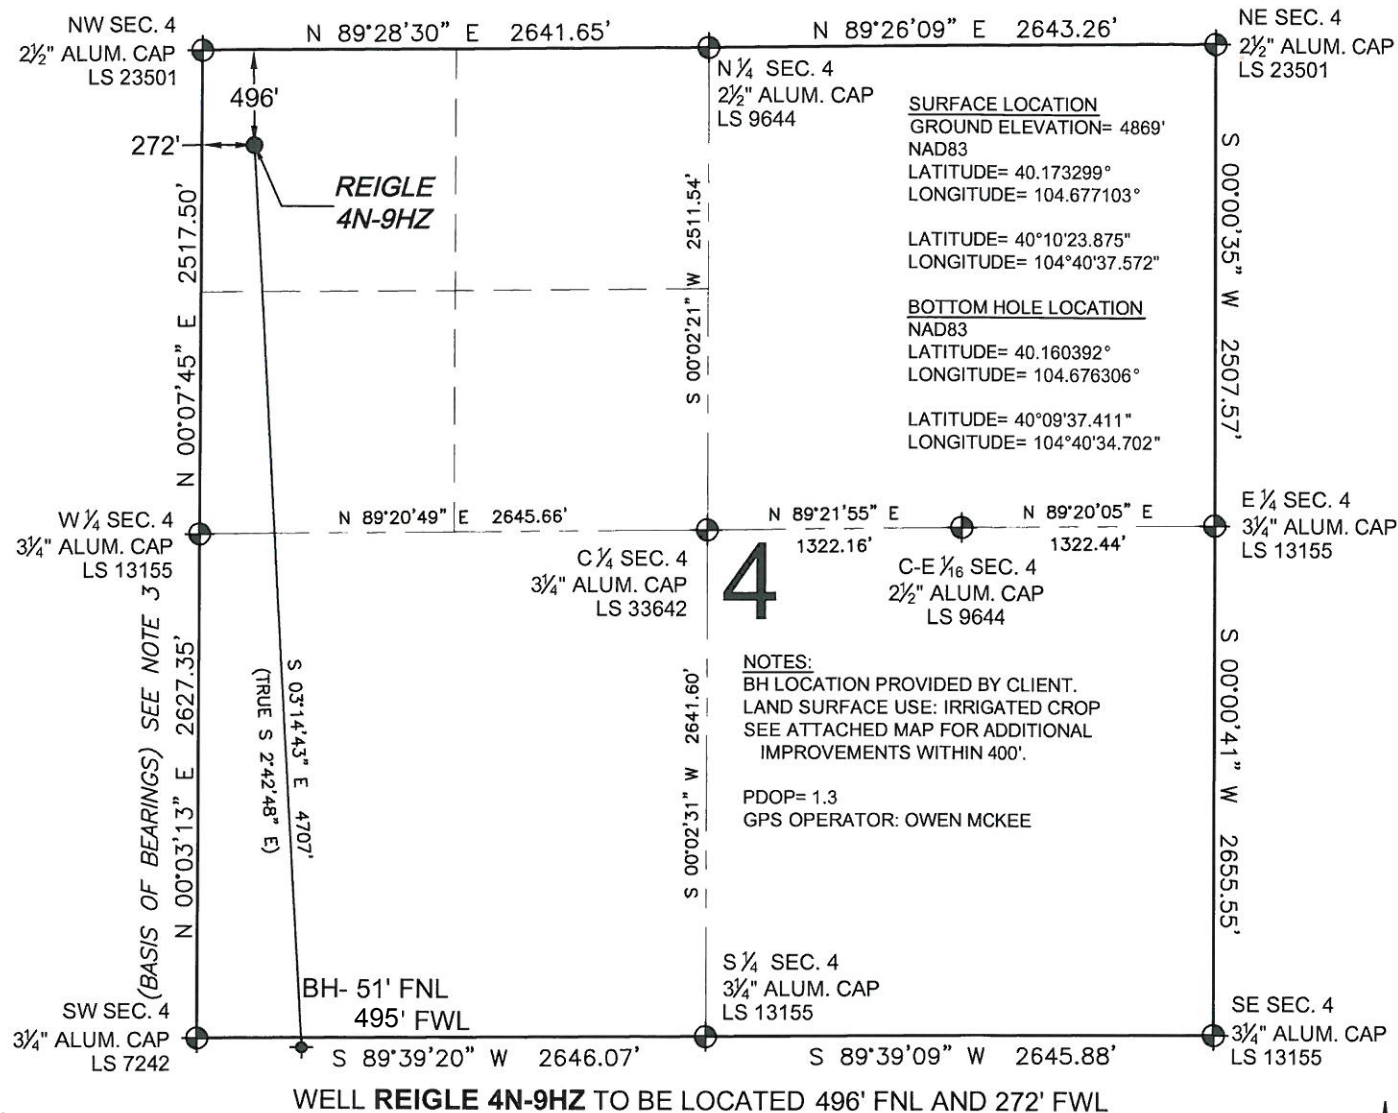 NW SEC. 4
2½" ALUM. CAP
LS 23501
N 89°28'30" E 2641.65'
N 89°26'09" E 2643.26'
NE SEC. 4
2½" ALUM. CAP
LS 23501
N ¼ SEC. 4
2½" ALUM. CAP
LS 9644
496'
272'
REIGLE
4N-9HZ
SURFACE LOCATION
GROUND ELEVATION= 4869'
NAD83
LATITUDE= 40.173299°
LONGITUDE= 104.677103°
LATITUDE= 40°10'23.875"
LONGITUDE= 104°40'37.572"
BOTTOM HOLE LOCATION
NAD83
LATITUDE= 40.160392°
LONGITUDE= 104.676306°
LATITUDE= 40°09'37.411"
LONGITUDE= 104°40'34.702"
N 00°07'45" E 2517.50'
S 00°02'21" W 2511.54'
S 00°00'35" W 2507.57'
W ¼ SEC. 4
3¼" ALUM. CAP
LS 13155
N 89°20'49" E 2645.66'
N 89°21'55" E
1322.16'
N 89°20'05" E
1322.44'
E ¼ SEC. 4
3¼" ALUM. CAP
LS 13155
C ¼ SEC. 4
3¼" ALUM. CAP
LS 33642
4
C-E 1⁄16 SEC. 4
2½" ALUM. CAP
LS 9644
(BASIS OF BEARINGS) SEE NOTE 3
N 00°03'13" E 2627.35'
S 03°14'43" E 4707'
(TRUE S 2°42'48" E)
S 00°02'31" W 2641.60'
NOTES:
BH LOCATION PROVIDED BY CLIENT.
LAND SURFACE USE: IRRIGATED CROP
SEE ATTACHED MAP FOR ADDITIONAL
IMPROVEMENTS WITHIN 400'.
PDOP= 1.3
GPS OPERATOR: OWEN MCKEE
S 00°00'41" W 2655.55'
SW SEC. 4
3¼" ALUM. CAP
LS 7242
BH- 51' FNL
495' FWL
S ¼ SEC. 4
3¼" ALUM. CAP
LS 13155
SE SEC. 4
3¼" ALUM. CAP
LS 13155
S 89°39'20" W 2646.07'
S 89°39'09" W 2645.88'
WELL REIGLE 4N-9HZ TO BE LOCATED 496' FNL AND 272' FWL